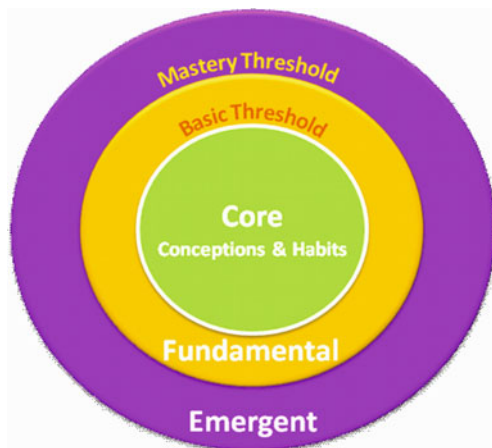 Mastery Threshold
Basic Threshold
Core
Conceptions & Habits
Fundamental
Emergent